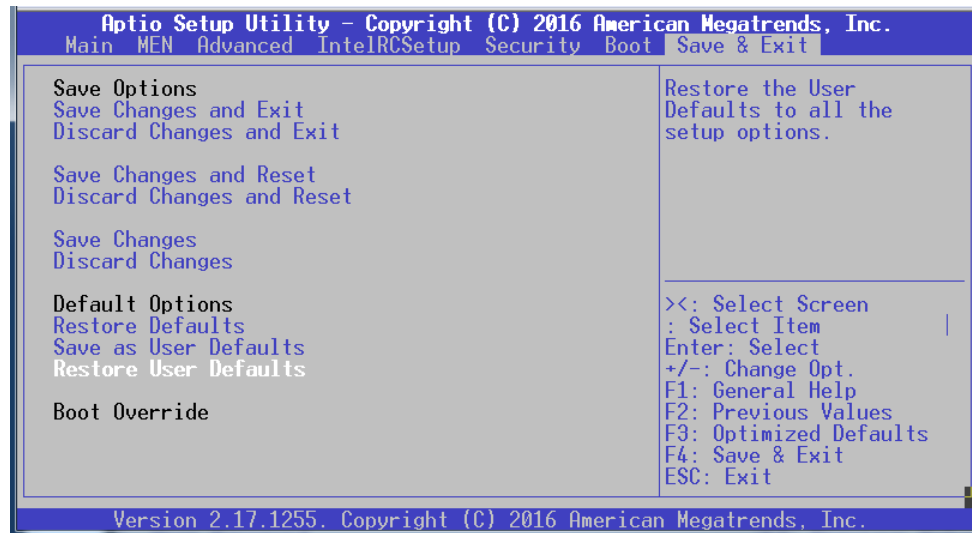 Aptio Setup Utility - Copyright (C) 2016 American Megatrends, Inc.
Main MEN Advanced IntelRCSetup Security Boot Save & Exit
Save Options
Save Changes and Exit
Discard Changes and Exit
Save Changes and Reset
Discard Changes and Reset
Save Changes
Discard Changes
Default Options
Restore Defaults
Save as User Defaults
Restore User Defaults
Boot Override
Restore the User
Defaults to all the
setup options.
><: Select Screen
: Select Item
Enter: Select
+/-: Change Opt.
F1: General Help
F2: Previous Values
F3: Optimized Defaults
F4: Save & Exit
ESC: Exit
Version 2.17.1255. Copyright (C) 2016 American Megatrends, Inc.